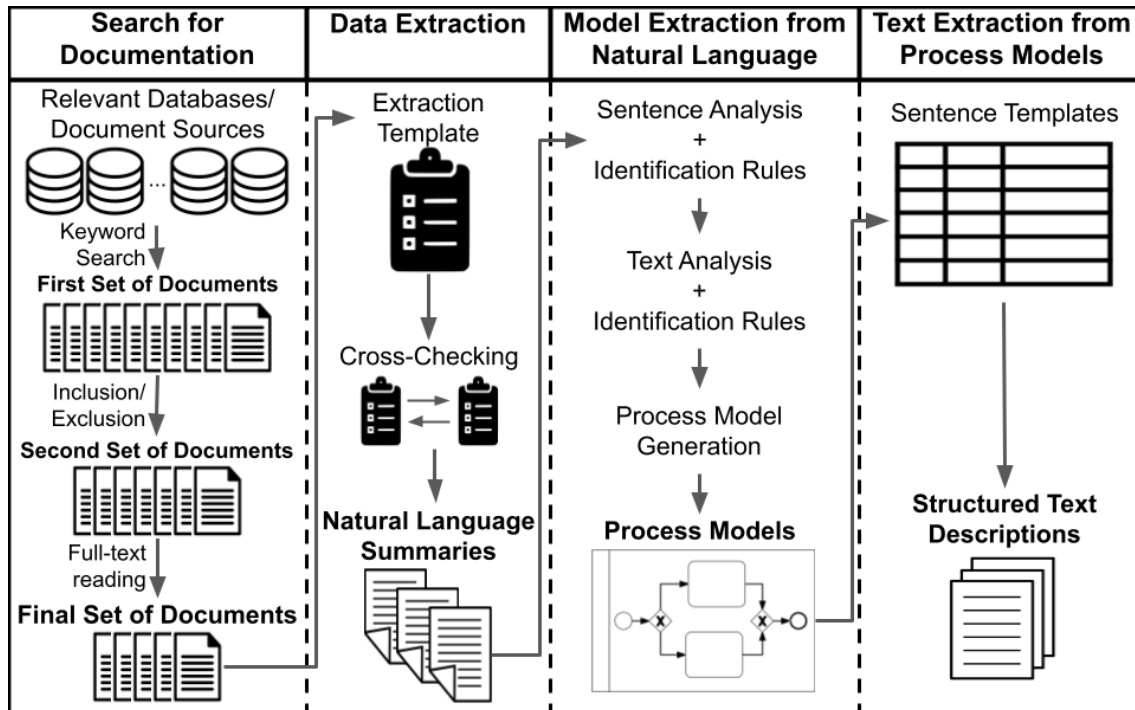 Search for
Documentation
Data Extraction
Model Extraction from
Natural Language
Text Extraction from
Process Models
Relevant Databases/
Document Sources
...
Keyword
Search
First Set of Documents
Inclusion/
Exclusion
Second Set of Documents
Full-text
reading
Final Set of Documents
Extraction
Template
Cross-Checking
Natural Language
Summaries
Sentence Analysis
+
Identification Rules
Text Analysis
+
Identification Rules
Process Model
Generation
Process Models
X
X
Sentence Templates
Structured Text
Descriptions